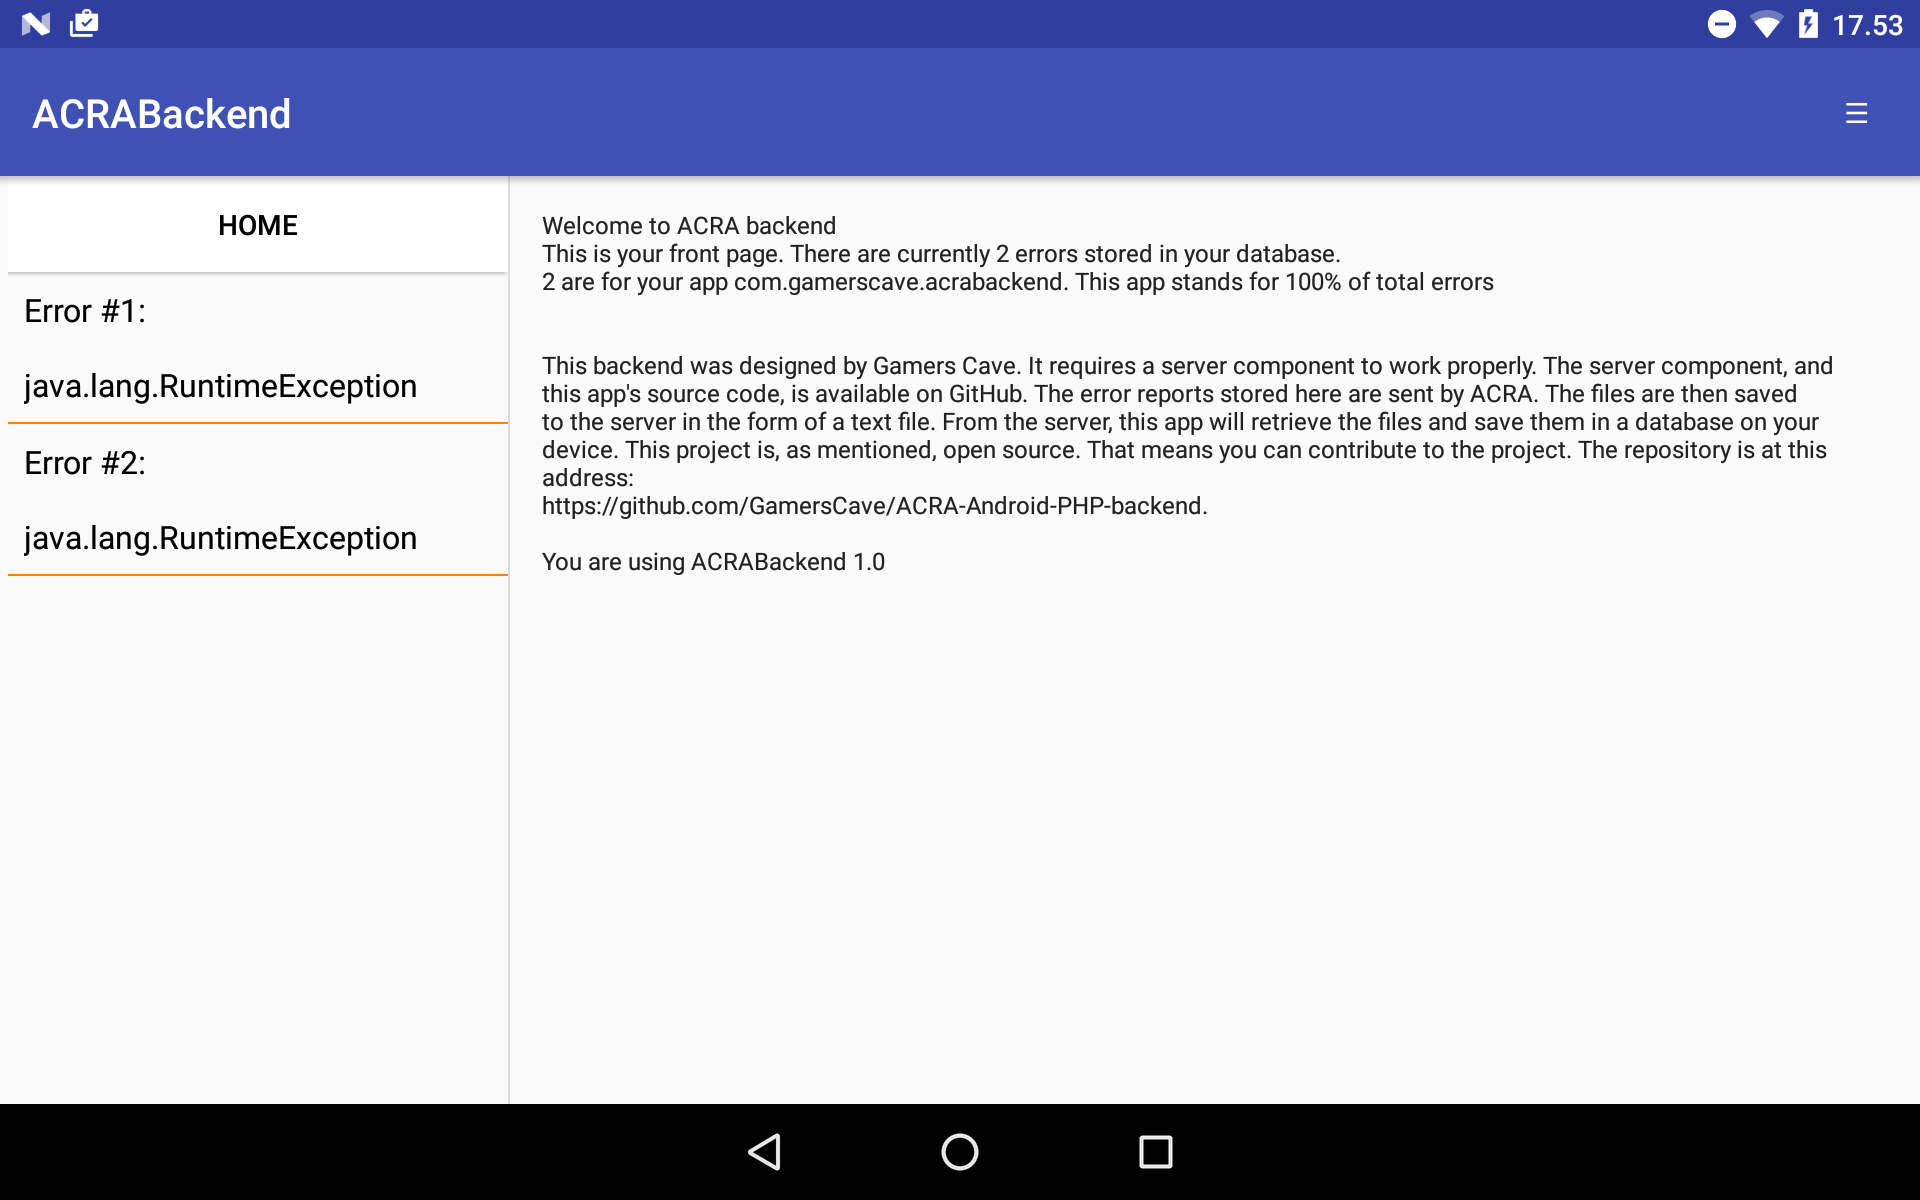 17.53
ACRABackend
HOME
Error #1:
java.lang.RuntimeException
Error #2:
java.lang.RuntimeException
Welcome to ACRA backend
This is your front page. There are currently 2 errors stored in your database.
2 are for your app com.gamerscave.acrabackend. This app stands for 100% of total errors
This backend was designed by Gamers Cave. It requires a server component to work properly. The server component, and
this app's source code, is available on GitHub. The error reports stored here are sent by ACRA. The files are then saved
to the server in the form of a text file. From the server, this app will retrieve the files and save them in a database on your
device. This project is, as mentioned, open source. That means you can contribute to the project. The repository is at this
address:
https://github.com/GamersCave/ACRA-Android-PHP-backend.
You are using ACRABackend 1.0